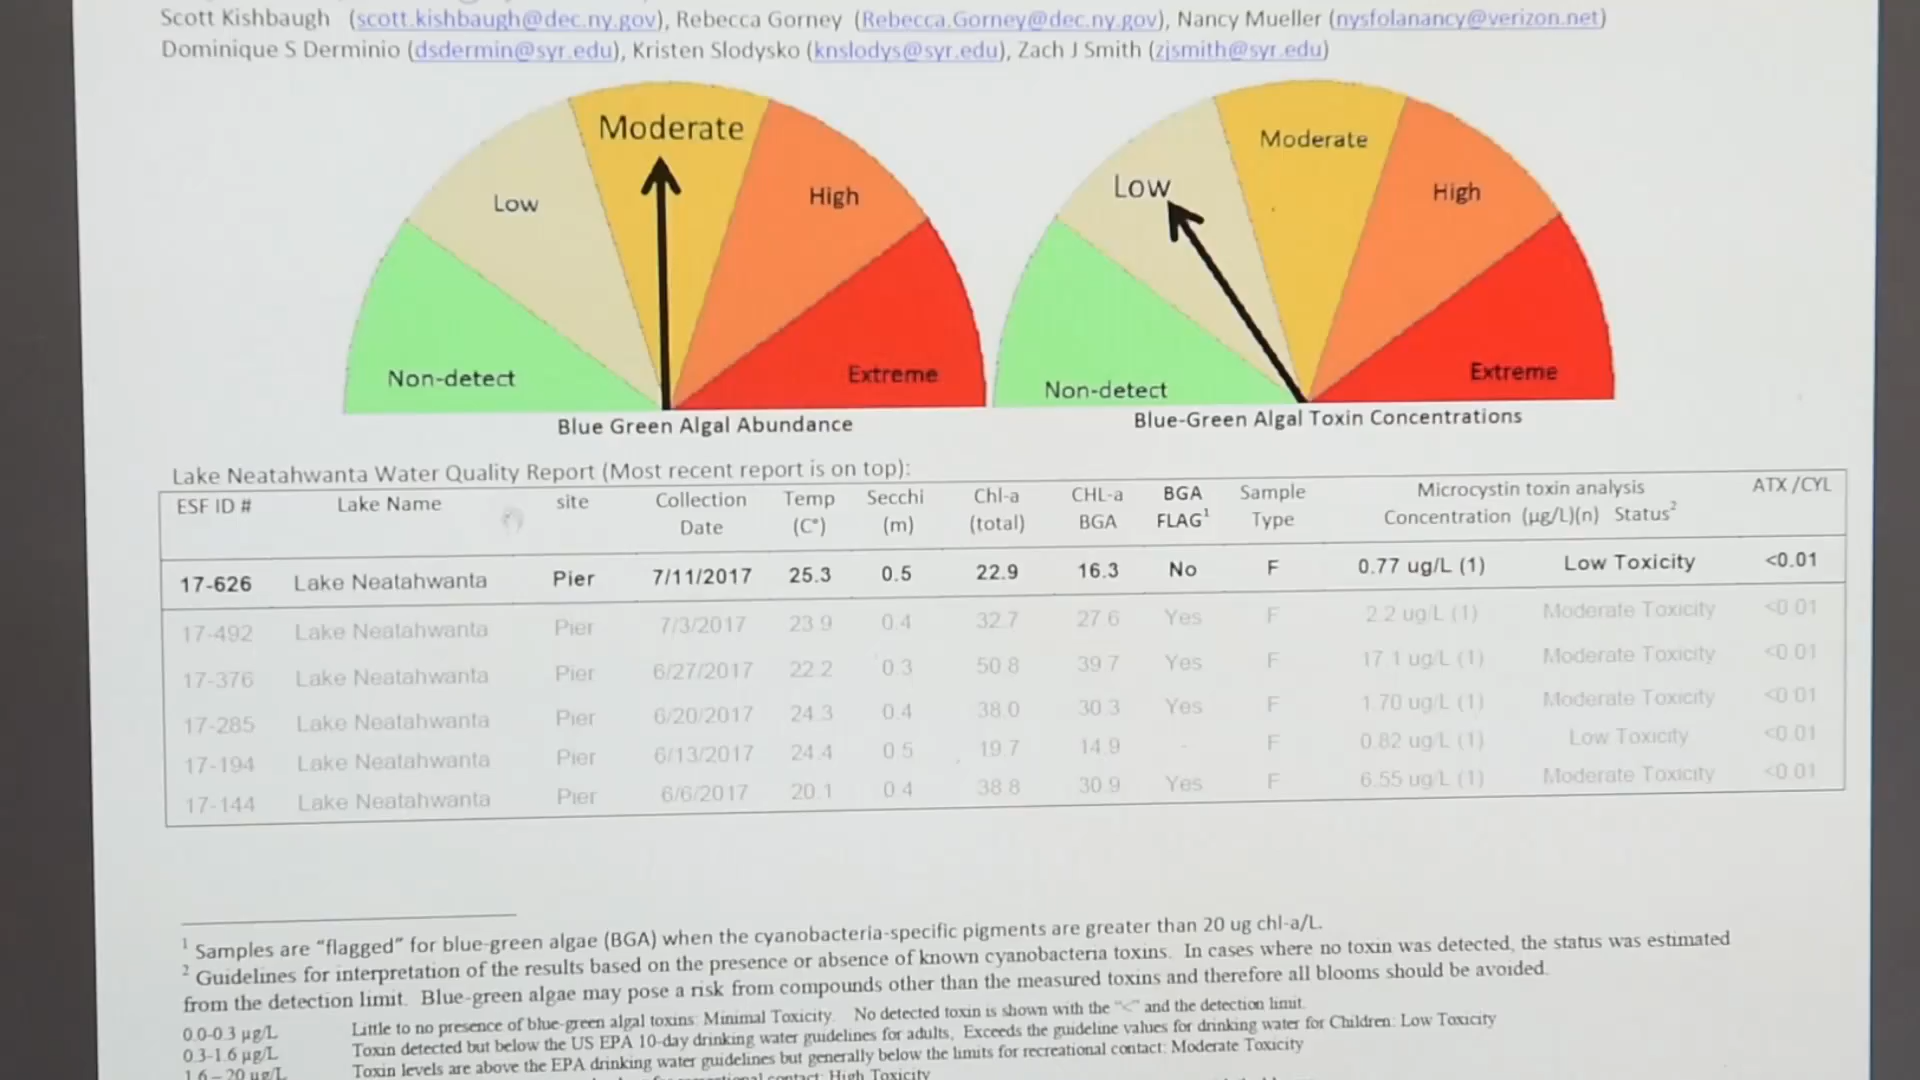 Scott Kishbaugh (scott.kishbaugh@dec.ny.gov), Rebecca Gorney (Rebecca.Gorney@dec.ny.gov), Nancy Mueller (nysfolanancy@verizon.net)
Dominique S Derminio (dsdermin@syr.edu), Kristen Slodysko (knslodys@syr.edu), Zach J Smith (zjsmith@syr.edu)
Moderate
Low
High
Non-detect
Extreme
Blue Green Algal Abundance
Moderate
Low
High
Non-detect
Extreme
Blue-Green Algal Toxin Concentrations
Lake Neatahwanta Water Quality Report (Most recent report is on top):
ESF ID # Lake Name site Collection Date Temp (C°) Secchi (m) Chl-a (total) CHL-a BGA BGA FLAG¹ Sample Type Microcystin toxin analysis Concentration (µg/L)(n) Status² ATX /CYL
17-626 Lake Neatahwanta Pier 7/11/2017 25.3 0.5 22.9 16.3 No F 0.77 ug/L (1) Low Toxicity <0.01
17-492 Lake Neatahwanta Pier 7/3/2017 23.9 0.4 32.7 27.6 Yes F 2.2 ug/L (1) Moderate Toxicity <0.01
17-376 Lake Neatahwanta Pier 6/27/2017 22.2 0.3 50.8 39.7 Yes F 17.1 ug/L (1) Moderate Toxicity <0.01
17-285 Lake Neatahwanta Pier 6/20/2017 24.3 0.4 38.0 30.3 Yes F 1.70 ug/L (1) Moderate Toxicity <0.01
17-194 Lake Neatahwanta Pier 6/13/2017 24.4 0.5 19.7 14.9 - F 0.82 ug/L (1) Low Toxicity <0.01
17-144 Lake Neatahwanta Pier 6/6/2017 20.1 0.4 38.8 30.9 Yes F 6.55 ug/L (1) Moderate Toxicity <0.01
¹ Samples are “flagged” for blue-green algae (BGA) when the cyanobacteria-specific pigments are greater than 20 ug chl-a/L.
² Guidelines for interpretation of the results based on the presence or absence of known cyanobacteria toxins. In cases where no toxin was detected, the status was estimated
from the detection limit. Blue-green algae may pose a risk from compounds other than the measured toxins and therefore all blooms should be avoided.
0.0-0.3 µg/L Little to no presence of blue-green algal toxins: Minimal Toxicity. No detected toxin is shown with the “<” and the detection limit.
0.3-1.6 µg/L Toxin detected but below the US EPA 10-day drinking water guidelines for adults, Exceeds the guideline values for drinking water for Children: Low Toxicity
1.6 – 20 µg/L Toxin levels are above the EPA drinking water guidelines but generally below the limits for recreational contact: Moderate Toxicity
contact: High Toxicity